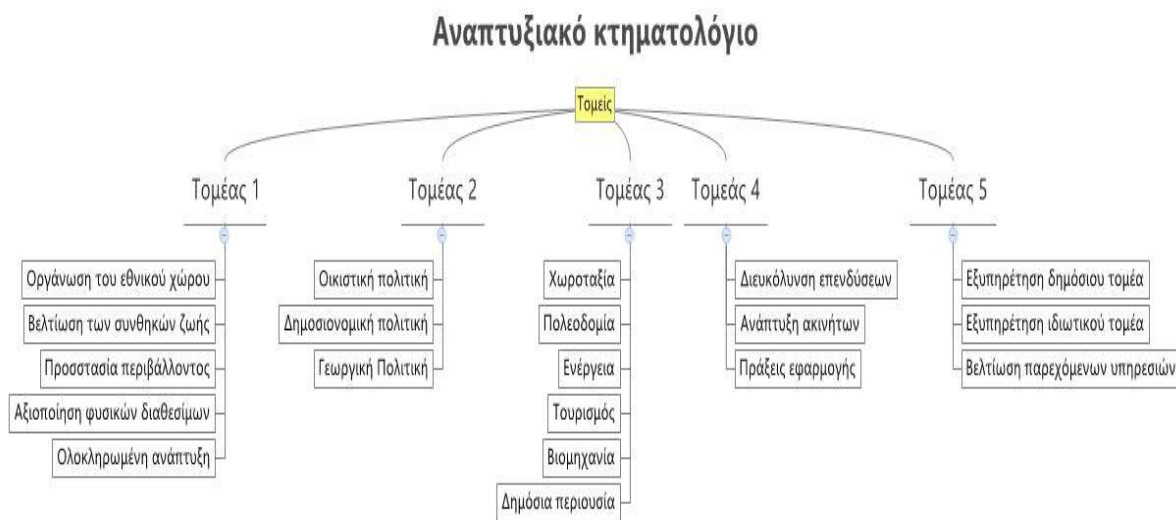 Αναπτυξιακό κτηματολόγιο
Τομείς
Τομέας 1
Τομέας 2
Τομέας 3
Τομεάς 4
Τομέας 5
Οργάνωση του εθνικού χώρου
Βελτίωση των συνθηκών ζωής
Προσστασία περιβάλλοντος
Αξιοποίηση φυσικών διαθεσίμων
Ολοκληρωμένη ανάπτυξη
Οικιστική πολιτική
Δημοσιονομική πολιτική
Γεωργική Πολιτική
Χωροταξία
Πολεοδομία
Ενέργεια
Τουρισμός
Βιομηχανία
Δημόσια περιουσία
Διευκόλυνση επενδύσεων
Ανάπτυξη ακινήτων
Πράξεις εφαρμογής
Εξυπηρέτηση δημόσιου τομέα
Εξυπηρέτηση ιδιωτικού τομέα
Βελτίωση παρεχόμενων υπηρεσιών